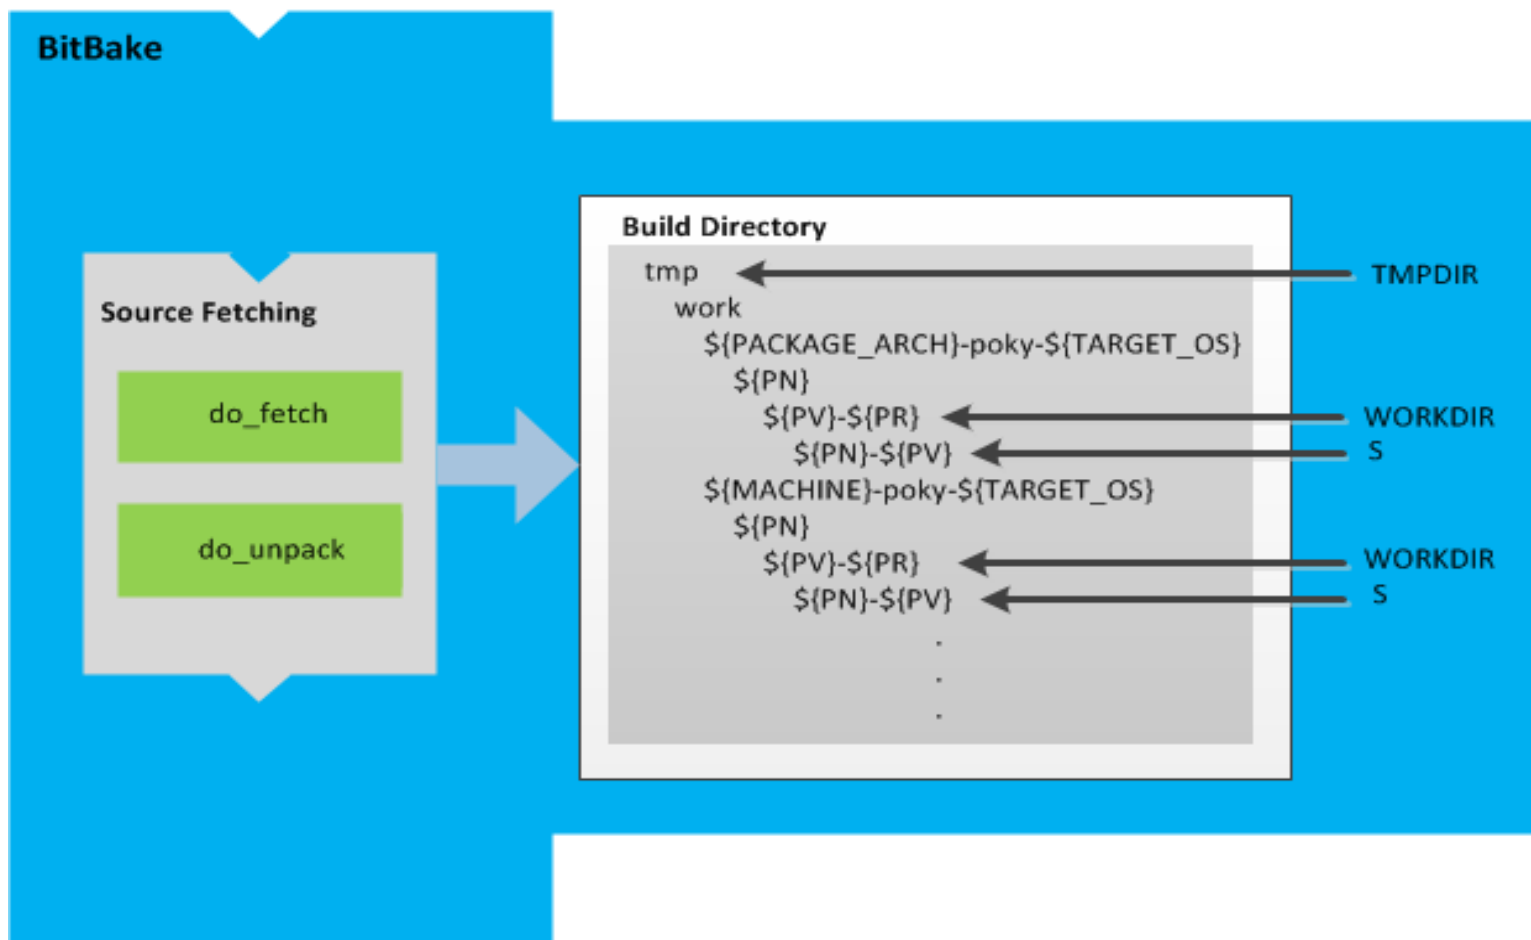 BitBake
Source Fetching
do_fetch
do_unpack
Build Directory
tmp
work
${PACKAGE_ARCH}-poky-${TARGET_OS}
${PN}
${PV}-${PR}
${PN}-${PV}
${MACHINE}-poky-${TARGET_OS}
${PN}
${PV}-${PR}
${PN}-${PV}
.
.
.
TMPDIR
WORKDIR
S
WORKDIR
S